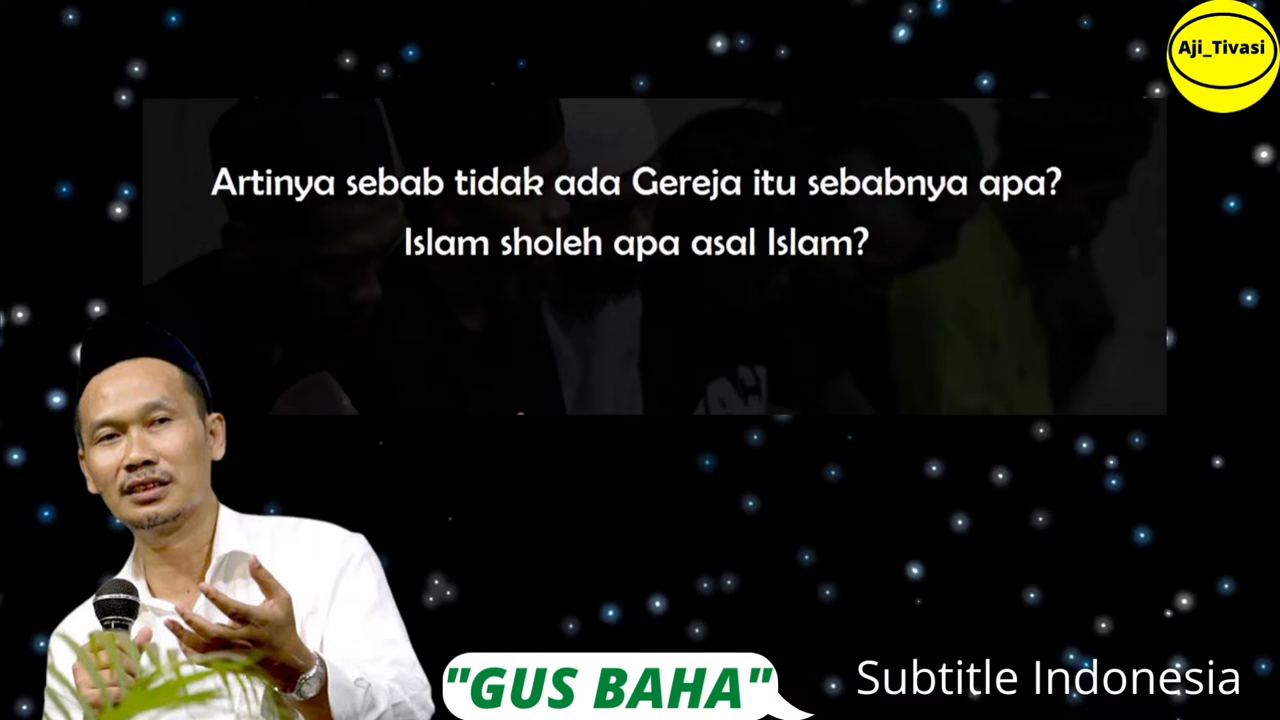 Aji_Tivasi
Artinya sebab tidak ada Gereja itu sebabnya apa?
Islam sholeh apa asal Islam?
"GUS BAHA"
Subtitle Indonesia